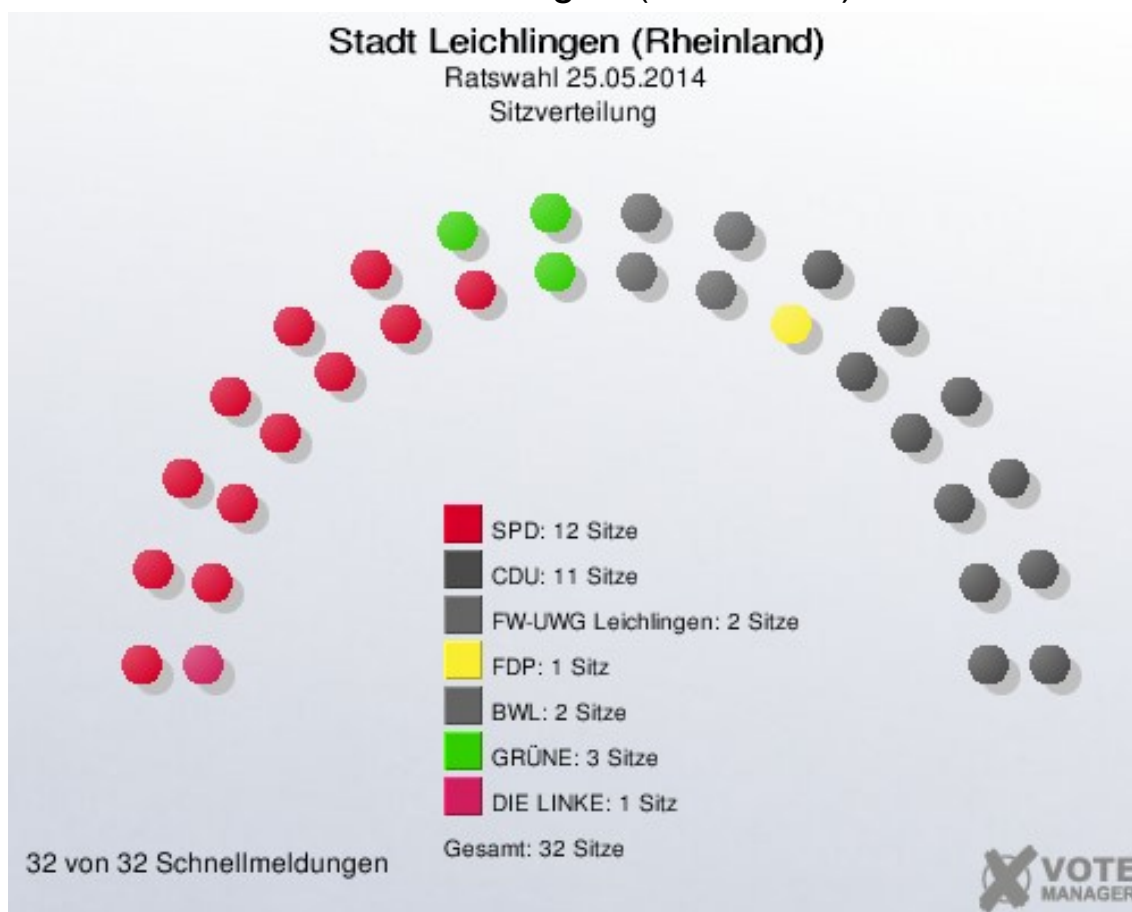 Stadt Leichlingen (Rheinland)
Ratswahl 25.05.2014
Sitzverteilung
SPD: 12 Sitze
CDU: 11 Sitze
FW-UWG Leichlingen: 2 Sitze
FDP: 1 Sitz
BWL: 2 Sitze
GRÜNE: 3 Sitze
DIE LINKE: 1 Sitz
Gesamt: 32 Sitze
32 von 32 Schnellmeldungen
VOTE
MANAGER